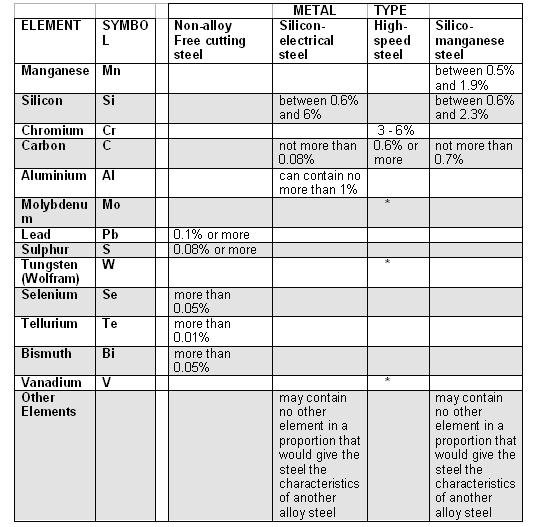 METAL TYPE
ELEMENT SYMBO Non-alloy Silicon- High- Silico-
L Free cutting electrical speed manganese
steel steel steel steel
Manganese Mn between 0.5%
and 1.9%
Silicon Si between 0.6% between 0.6%
and 6% and 2.3%
Chromium Cr 3 - 6%
Carbon C not more than 0.6% or not more than
0.08% more 0.7%
Aluminium Al can contain no
more than 1%
Molybdenu Mo *
m
Lead Pb 0.1% or more
Sulphur S 0.08% or more
Tungsten W *
(Wolfram)
Selenium Se more than
0.05%
Tellurium Te more than
0.01%
Bismuth Bi more than
0.05%
Vanadium V *
Other may contain may contain
Elements no other no other
element in a element in a
proportion that proportion that
would give the would give the
steel the steel the
characteristics characteristics
of another of another
alloy steel alloy steel